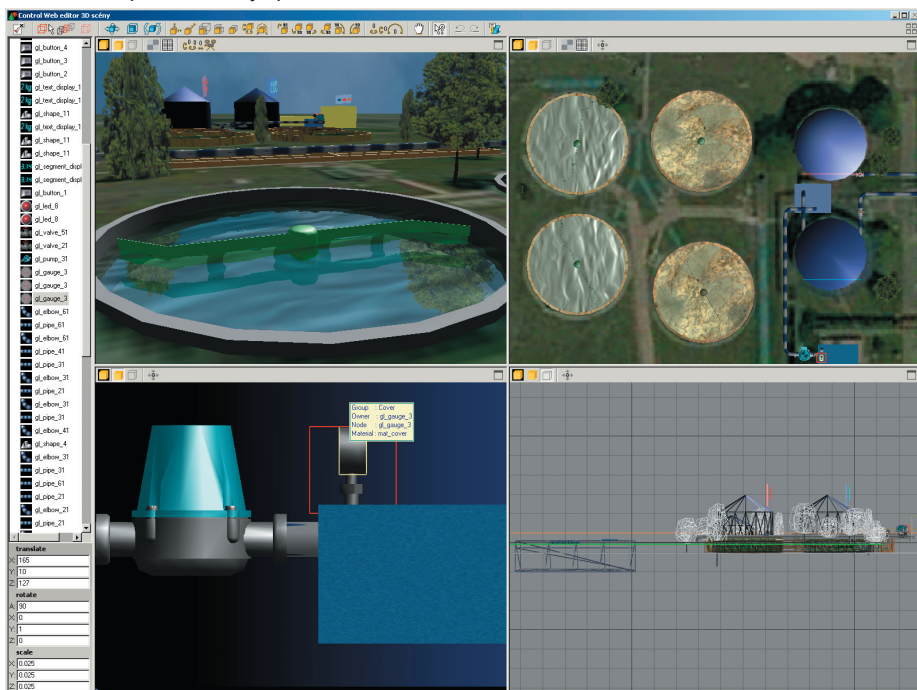 Control Web editor 3D scény
gl_button_4
gl_button_3
gl_button_2
gl_text_display_1
gl_text_display_1
gl_shape_11
gl_text_display_1
gl_shape_11
gl_shape_11
gl_segment_displ
gl_segment_displ
gl_button_1
gl_led_8
gl_led_8
gl_valve_51
gl_valve_21
gl_pump_31
gl_gauge_3
gl_gauge_3
gl_gauge_3
gl_elbow_61
gl_pipe_61
gl_elbow_61
gl_pipe_41
gl_pipe_31
gl_elbow_31
gl_pipe_21
gl_elbow_31
gl_pipe_31
gl_elbow_41
gl_pipe_31
gl_shape_4
gl_elbow_31
gl_pipe_31
gl_pipe_61
gl_pipe_21
gl_elbow_21
gl_pipe_21
translate
X: 165
Y: 10
Z: 127
rotate
A: 90
X: 0
Y: 1
Z: 0
scale
X: 0.025
Y: 0.025
Z: 0.025
Group : Cover
Owner : gl_gauge_3
Node : gl_gauge_3
Material : mat_cover